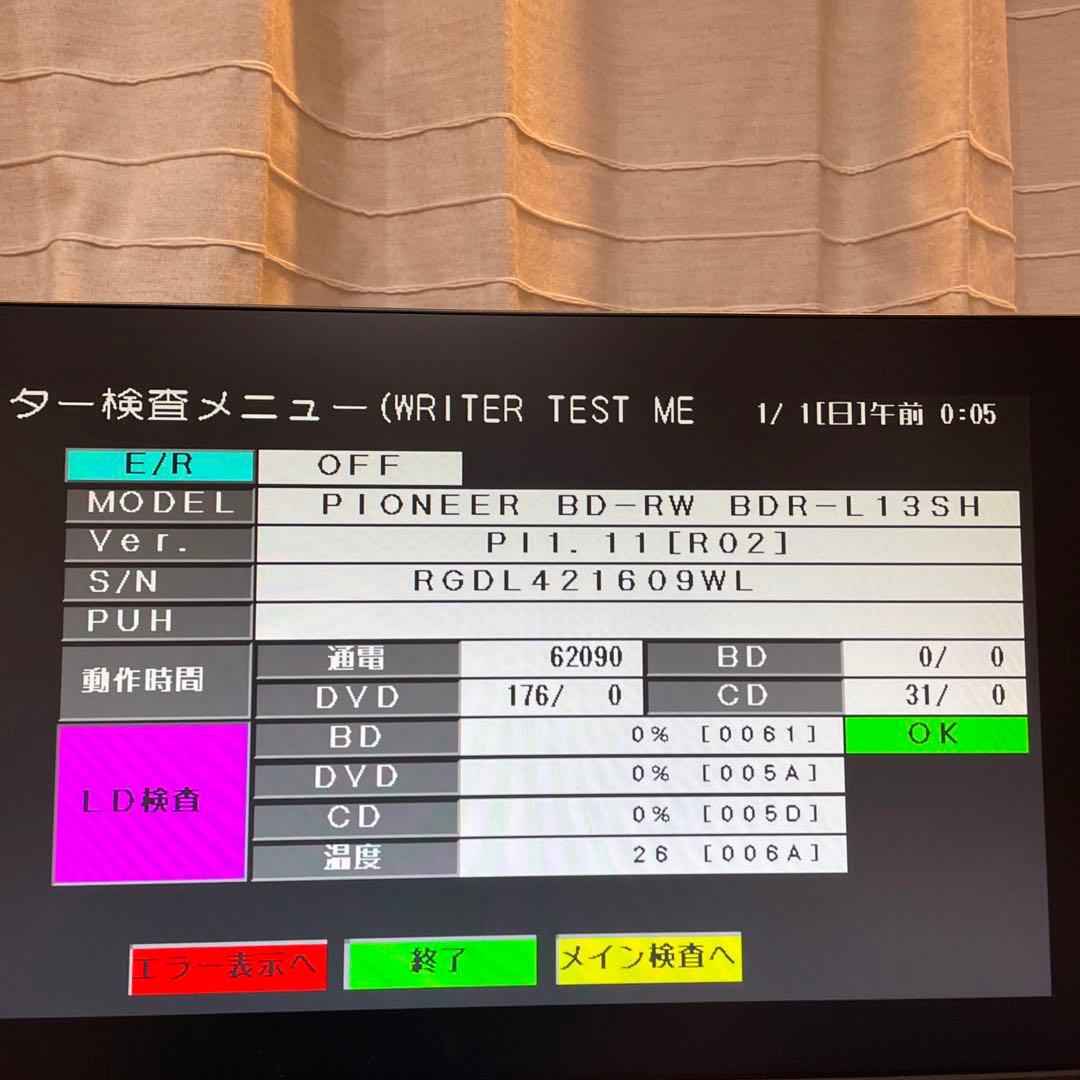 ター検査メニュー(WRITER TEST ME 1/ 1[日]午前 0:05
E/R OFF
MODEL PIONEER BD-RW BDR-L13SH
Ver. PI1.11[R02]
S/N RGDL421609WL
PUH
動作時間 通電 62090 BD 0/ 0
DVD 176/ 0 CD 31/ 0
LD検査 BD 0% [0061] OK
DVD 0% [005A]
CD 0% [005D]
温度 26 [006A]
エラー表示へ 終了 メイン検査へ